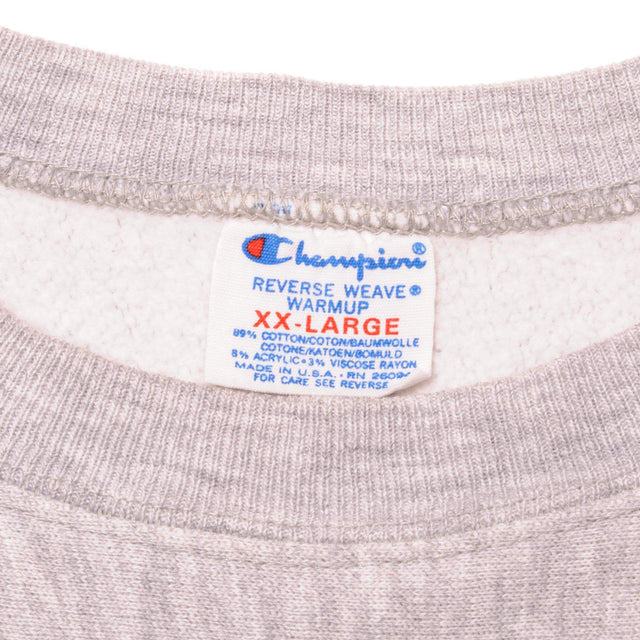 Champion®
REVERSE WEAVE®
WARMUP
XX-LARGE
89% COTTON/COTON/BAUMWOLLE
COTONE/KATOEN/BOMULD
8% ACRYLIC•3% VISCOSE RAYON
MADE IN U.S.A.•RN 26094
FOR CARE SEE REVERSE